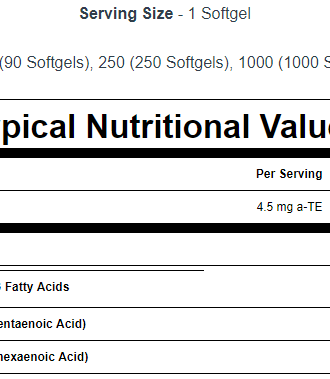 Serving Size - 1 Softgel
(90 Softgels), 250 (250 Softgels), 1000 (1000 S
ypical Nutritional Valu
Per Serving
4.5 mg a-TE
Fatty Acids
entaenoic Acid)
hexaenoic Acid)